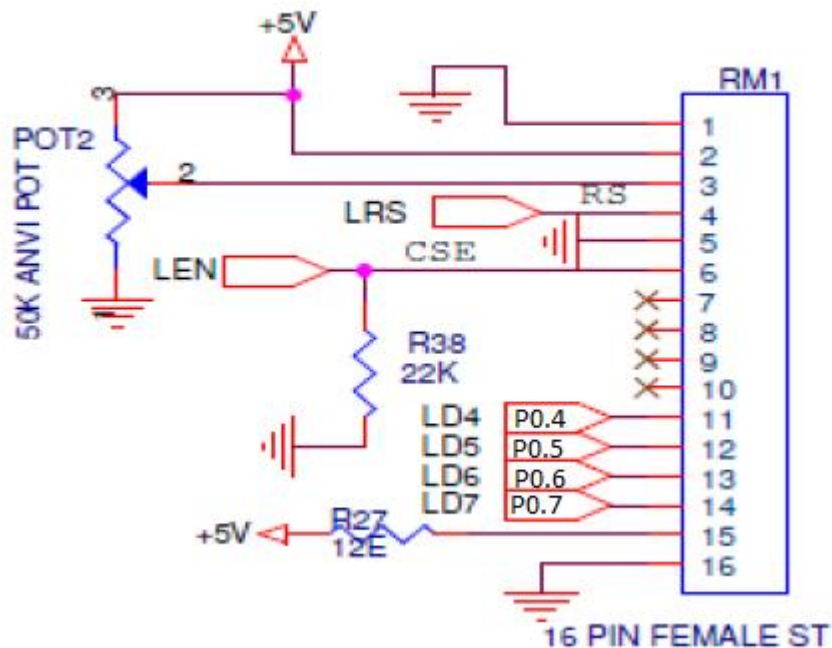 +5V
RM1
3
POT2
2
1
50K ANVI POT
1
2
3
RS
LRS
4
5
CSE
LEN
6
7
8
R38
22K
9
10
LD4 P0.4 11
LD5 P0.5 12
LD6 P0.6 13
LD7 P0.7 14
+5V
R27
12E
15
16
16 PIN FEMALE ST